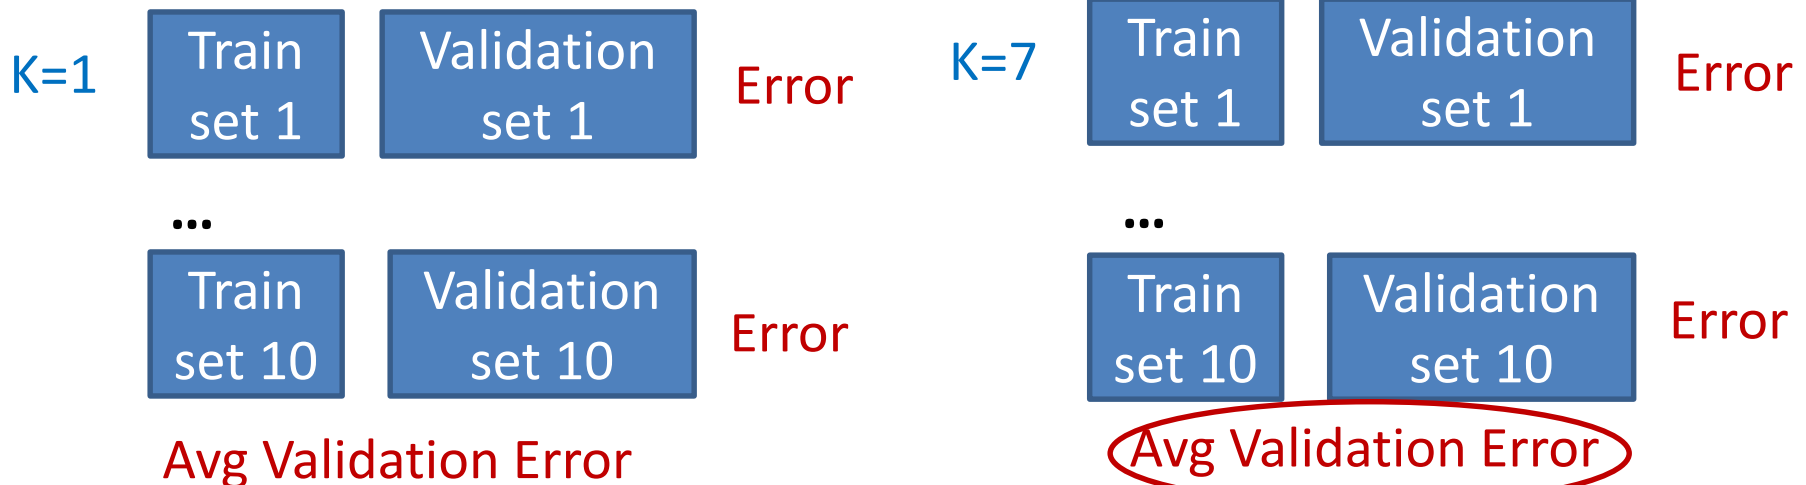 K=1
Train
set 1
Validation
set 1
Error
...
Train
set 10
Validation
set 10
Error
Avg Validation Error
K=7
Train
set 1
Validation
set 1
Error
...
Train
set 10
Validation
set 10
Error
Avg Validation Error